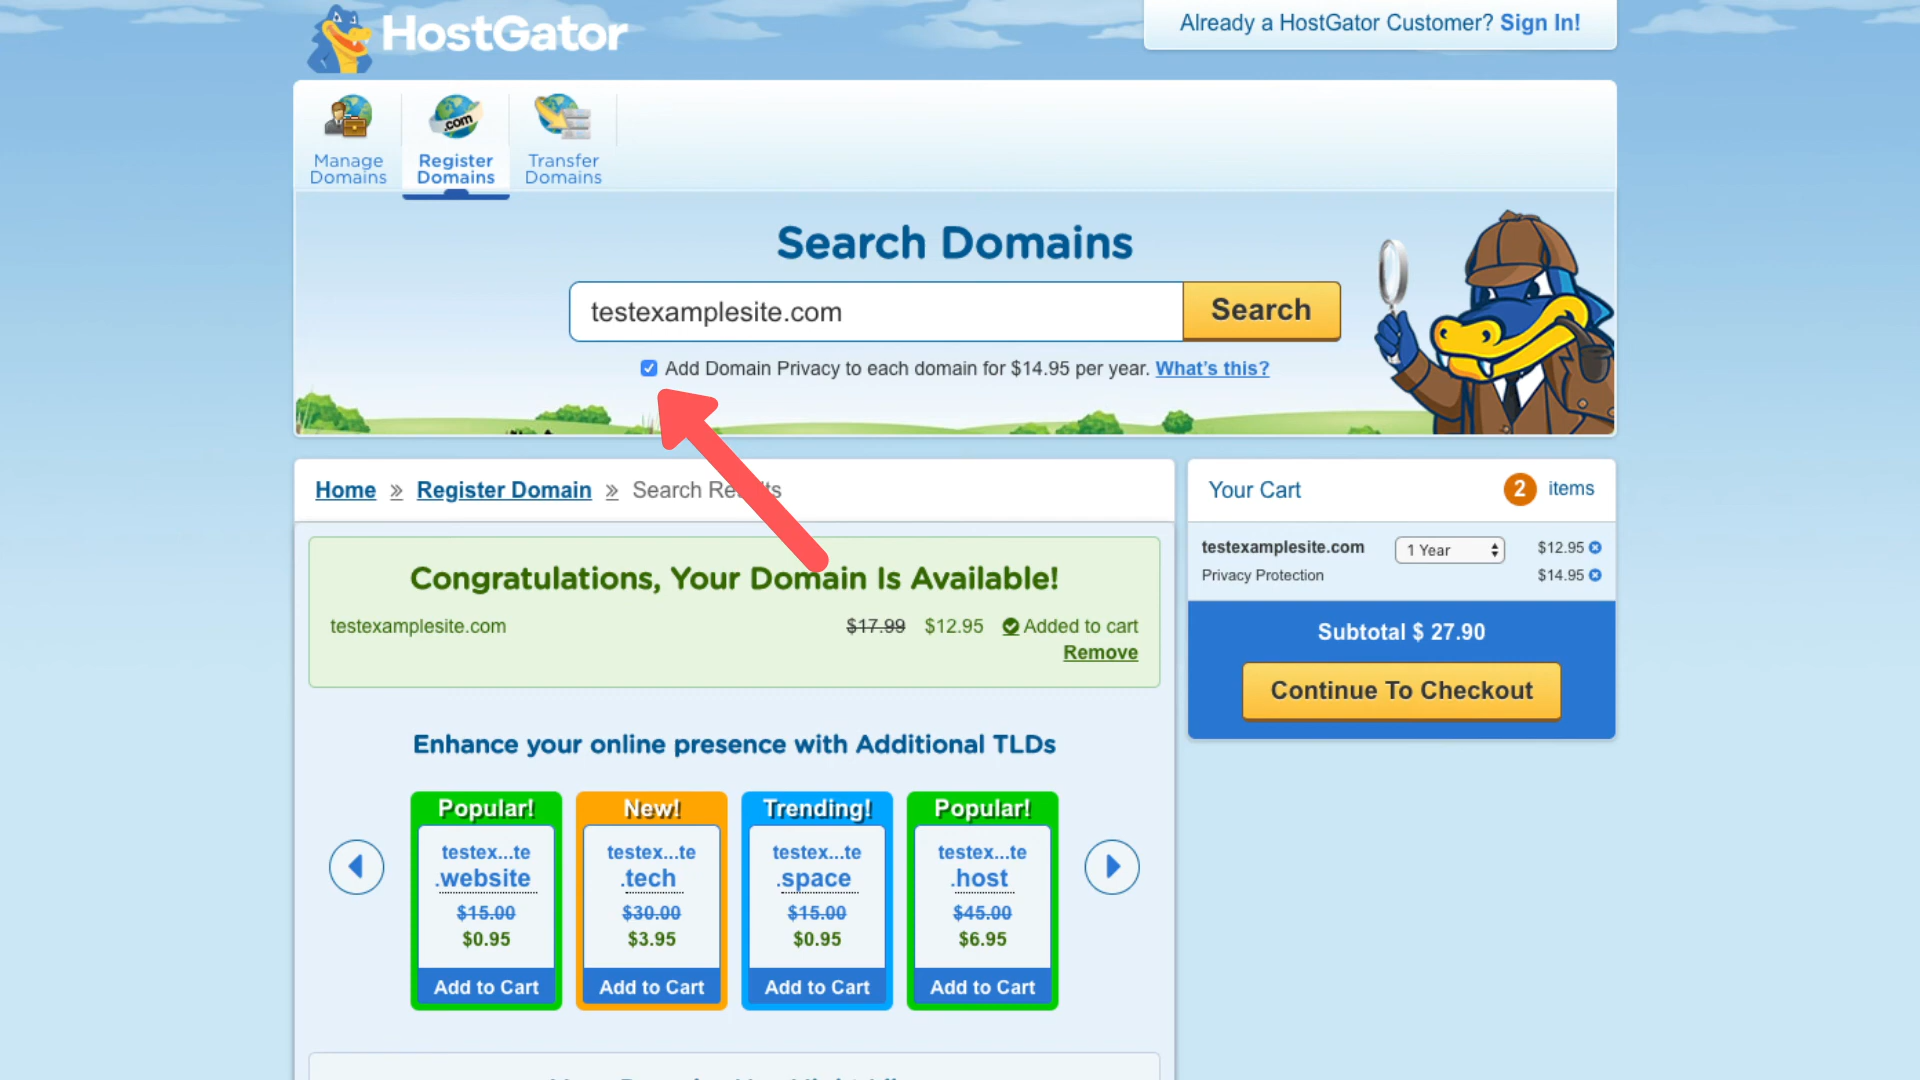 HostGator
Already a HostGator Customer? Sign In!
Manage
Domains
.com
Register
Domains
Transfer
Domains
Search Domains
testexamplesite.com
Search
Add Domain Privacy to each domain for $14.95 per year. What's this?
Home » Register Domain » Search Results
Your Cart
2 items
testexamplesite.com
1 Year
$12.95
Privacy Protection
$14.95
Subtotal $ 27.90
Continue To Checkout
Congratulations, Your Domain Is Available!
testexamplesite.com
$17.99 $12.95 Added to cart
Remove
Enhance your online presence with Additional TLDs
Popular!
testex...te
.website
$15.00
$0.95
Add to Cart
New!
testex...te
.tech
$30.00
$3.95
Add to Cart
Trending!
testex...te
.space
$15.00
$0.95
Add to Cart
Popular!
testex...te
.host
$45.00
$6.95
Add to Cart